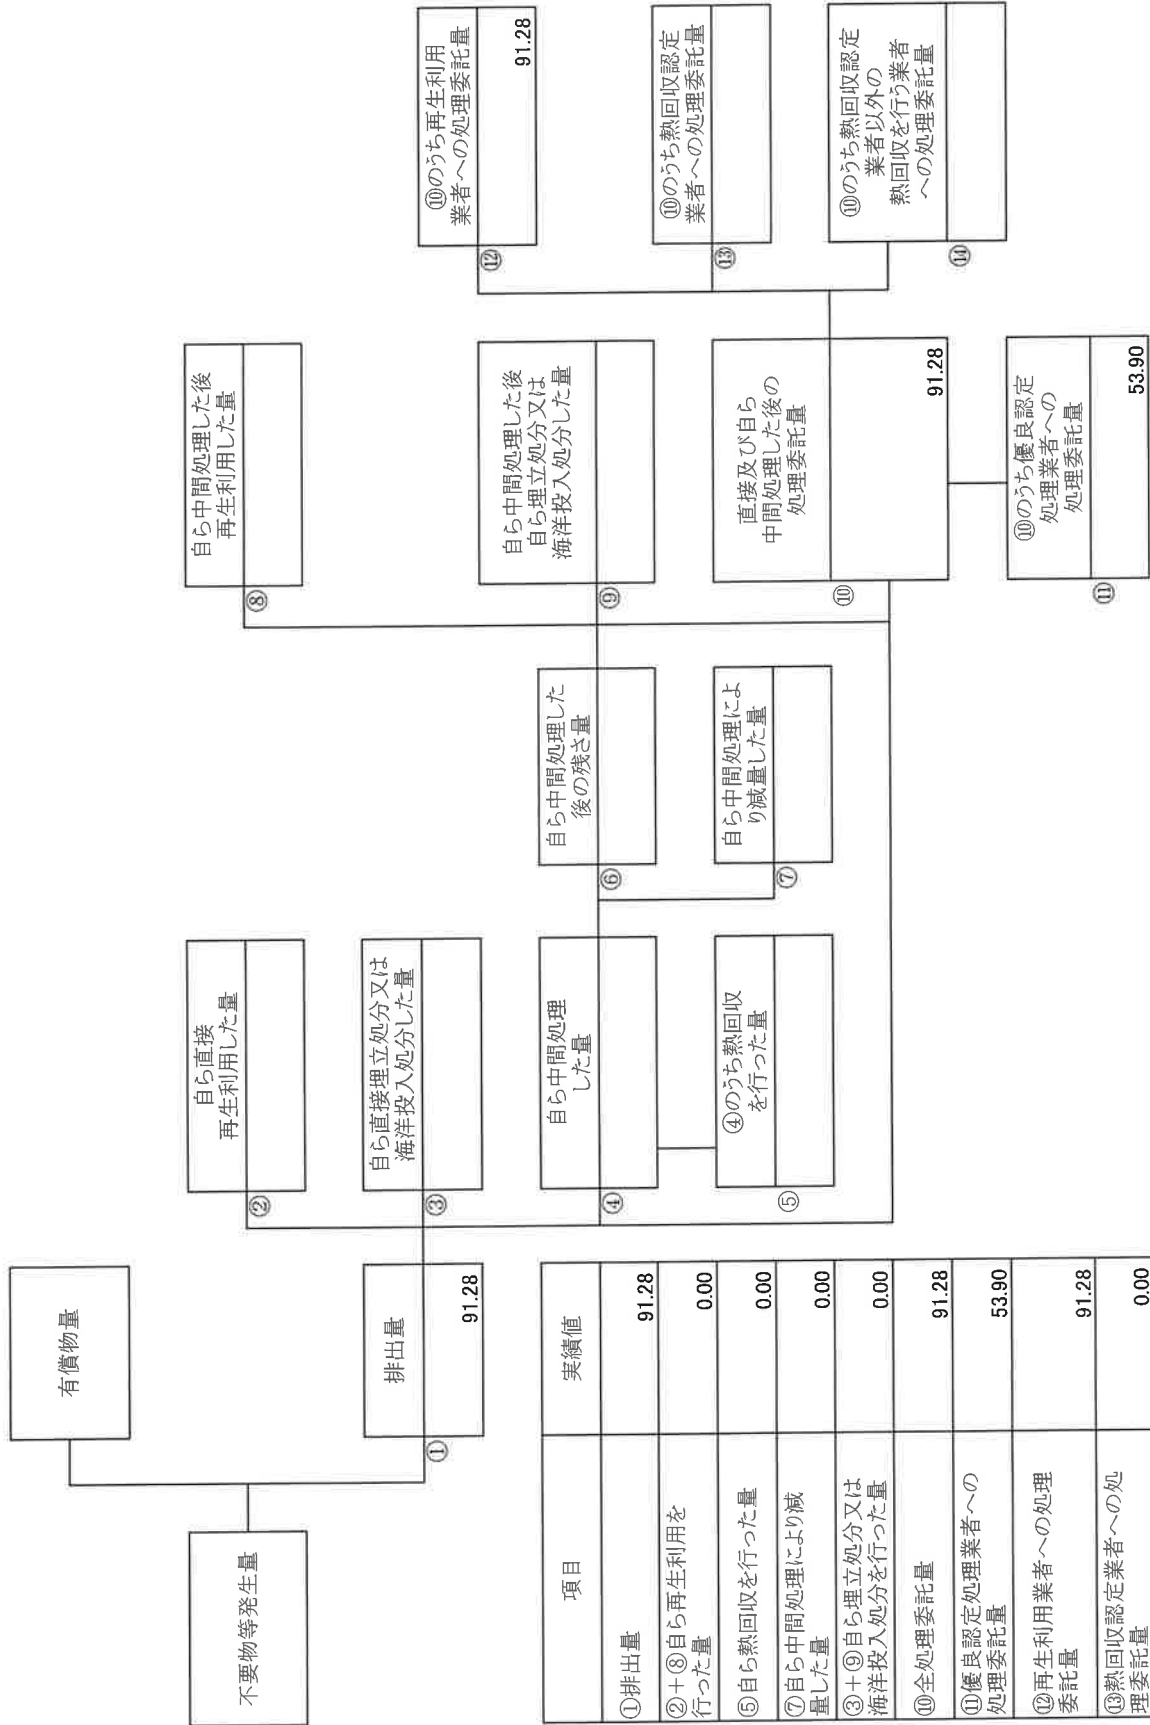 不要物等発生量
有償物量
①
排出量
91.28
②
自ら直接
再生利用した量
③
自ら直接埋立処分又は
海洋投入処分した量
④
自ら中間処理
した量
⑤
④のうち熱回収
を行った量
⑥
自ら中間処理した
後の残さ量
⑦
自ら中間処理によ
り減量した量
⑧
自ら中間処理した後
再生利用した量
⑨
自ら中間処理した後
自ら埋立処分又は
海洋投入処分した量
⑩
直接及び自ら
中間処理した後の
処理委託量
91.28
⑪
⑩のうち優良認定
処理業者への
処理委託量
53.90
⑫
⑩のうち再生利用
業者への処理委託量
91.28
⑬
⑩のうち熱回収認定
業者への処理委託量
⑭
⑩のうち熱回収認定
業者以外の
熱回収を行う業者
への処理委託量
項目 実績値
①排出量 91.28
②+⑧自ら再生利用を
行った量 0.00
⑤自ら熱回収を行った量 0.00
⑦自ら中間処理により減
量した量 0.00
③+⑨自ら埋立処分又は
海洋投入処分を行った量 0.00
⑩全処理委託量 91.28
⑪優良認定処理業者への
処理委託量 53.90
⑫再生利用業者への処理
委託量 91.28
⑬熱回収認定業者への処
理委託量 0.00